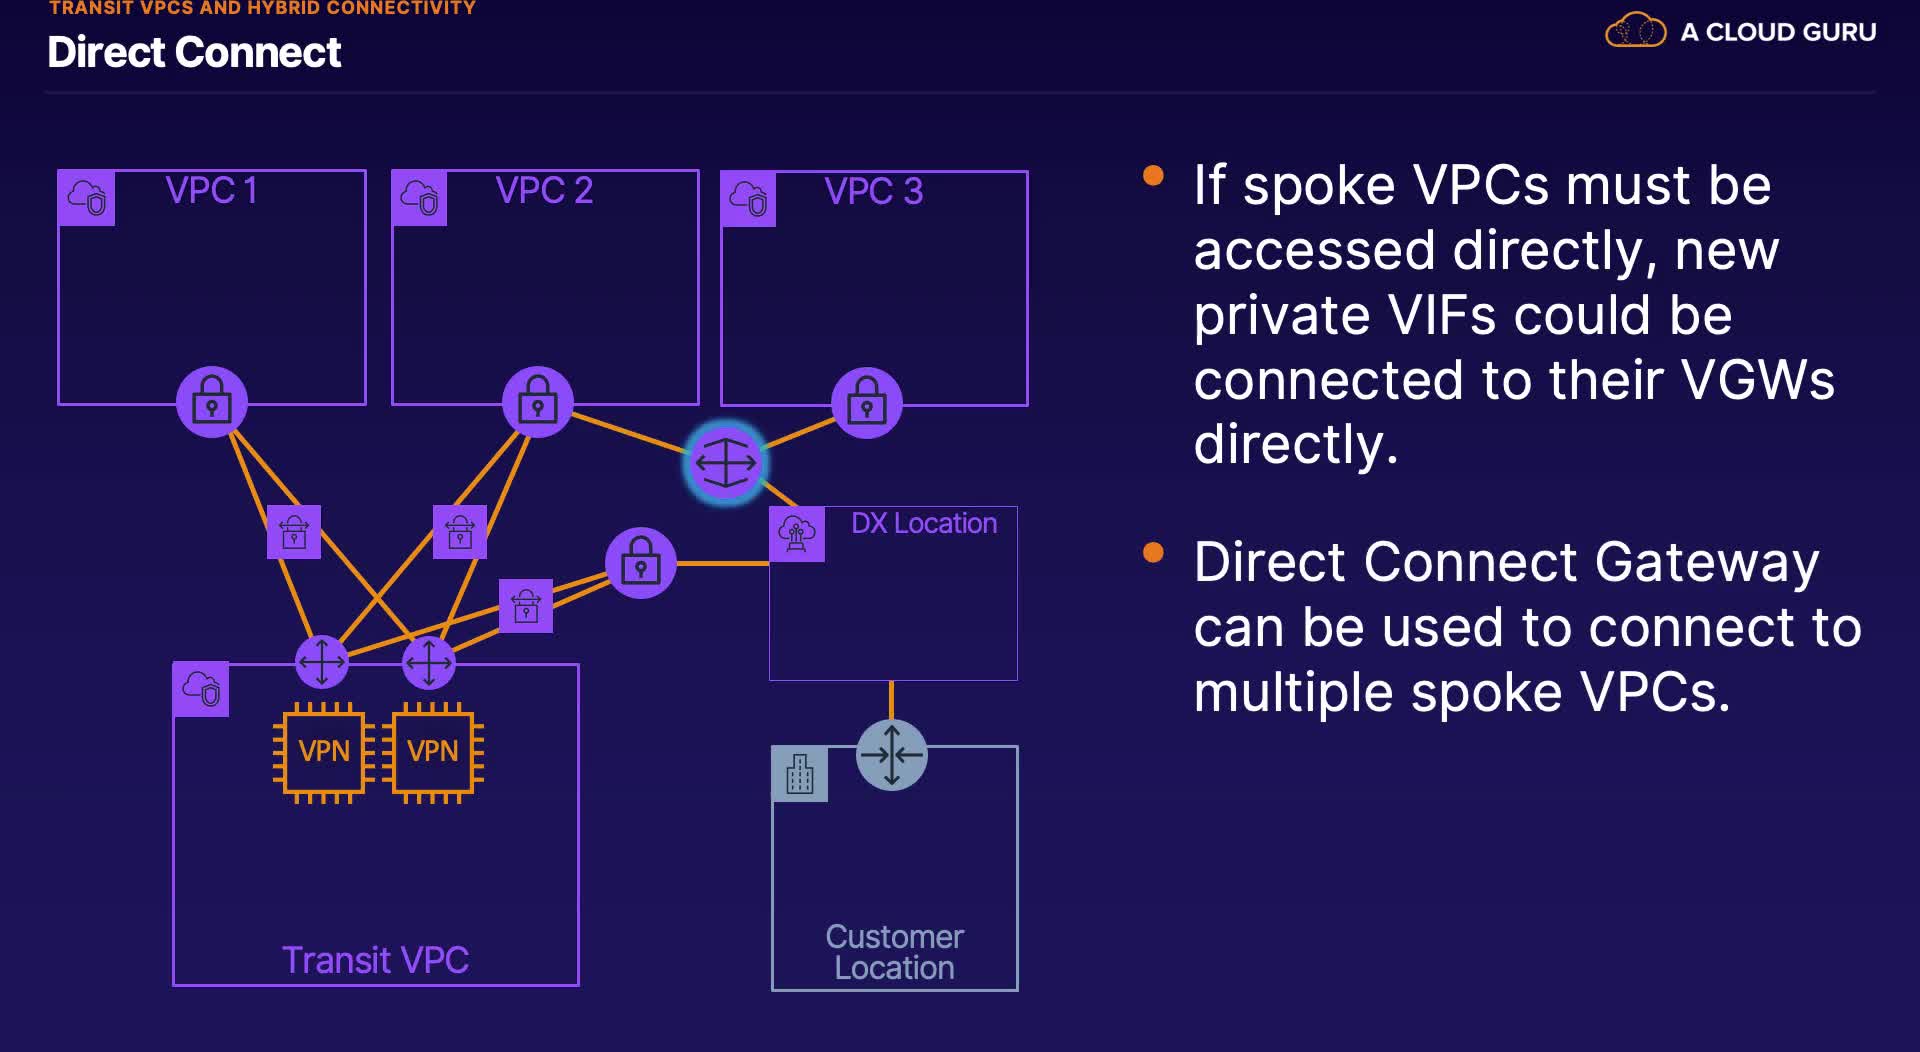 TRANSIT VPCS AND HYBRID CONNECTIVITY
Direct Connect
A CLOUD GURU
VPC 1
VPC 2
VPC 3
DX Location
VPN
VPN
Transit VPC
Customer
Location
If spoke VPCs must be
accessed directly, new
private VIFs could be
connected to their VGWs
directly.
Direct Connect Gateway
can be used to connect to
multiple spoke VPCs.